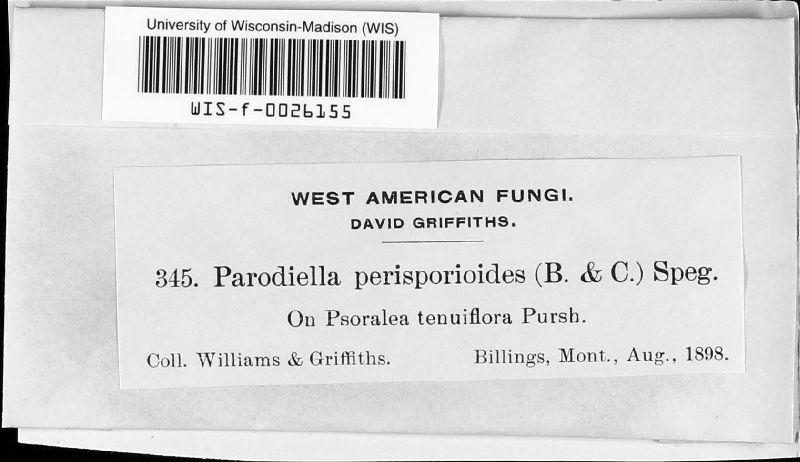 University of Wisconsin-Madison (WIS)
WIS-f-0026155
WEST AMERICAN FUNGI.
DAVID GRIFFITHS.
345. Parodiella perisporioides (B. & C.) Speg.
On Psoralea tenuiflora Pursh.
Coll. Williams & Griffiths. Billings, Mont., Aug., 1898.